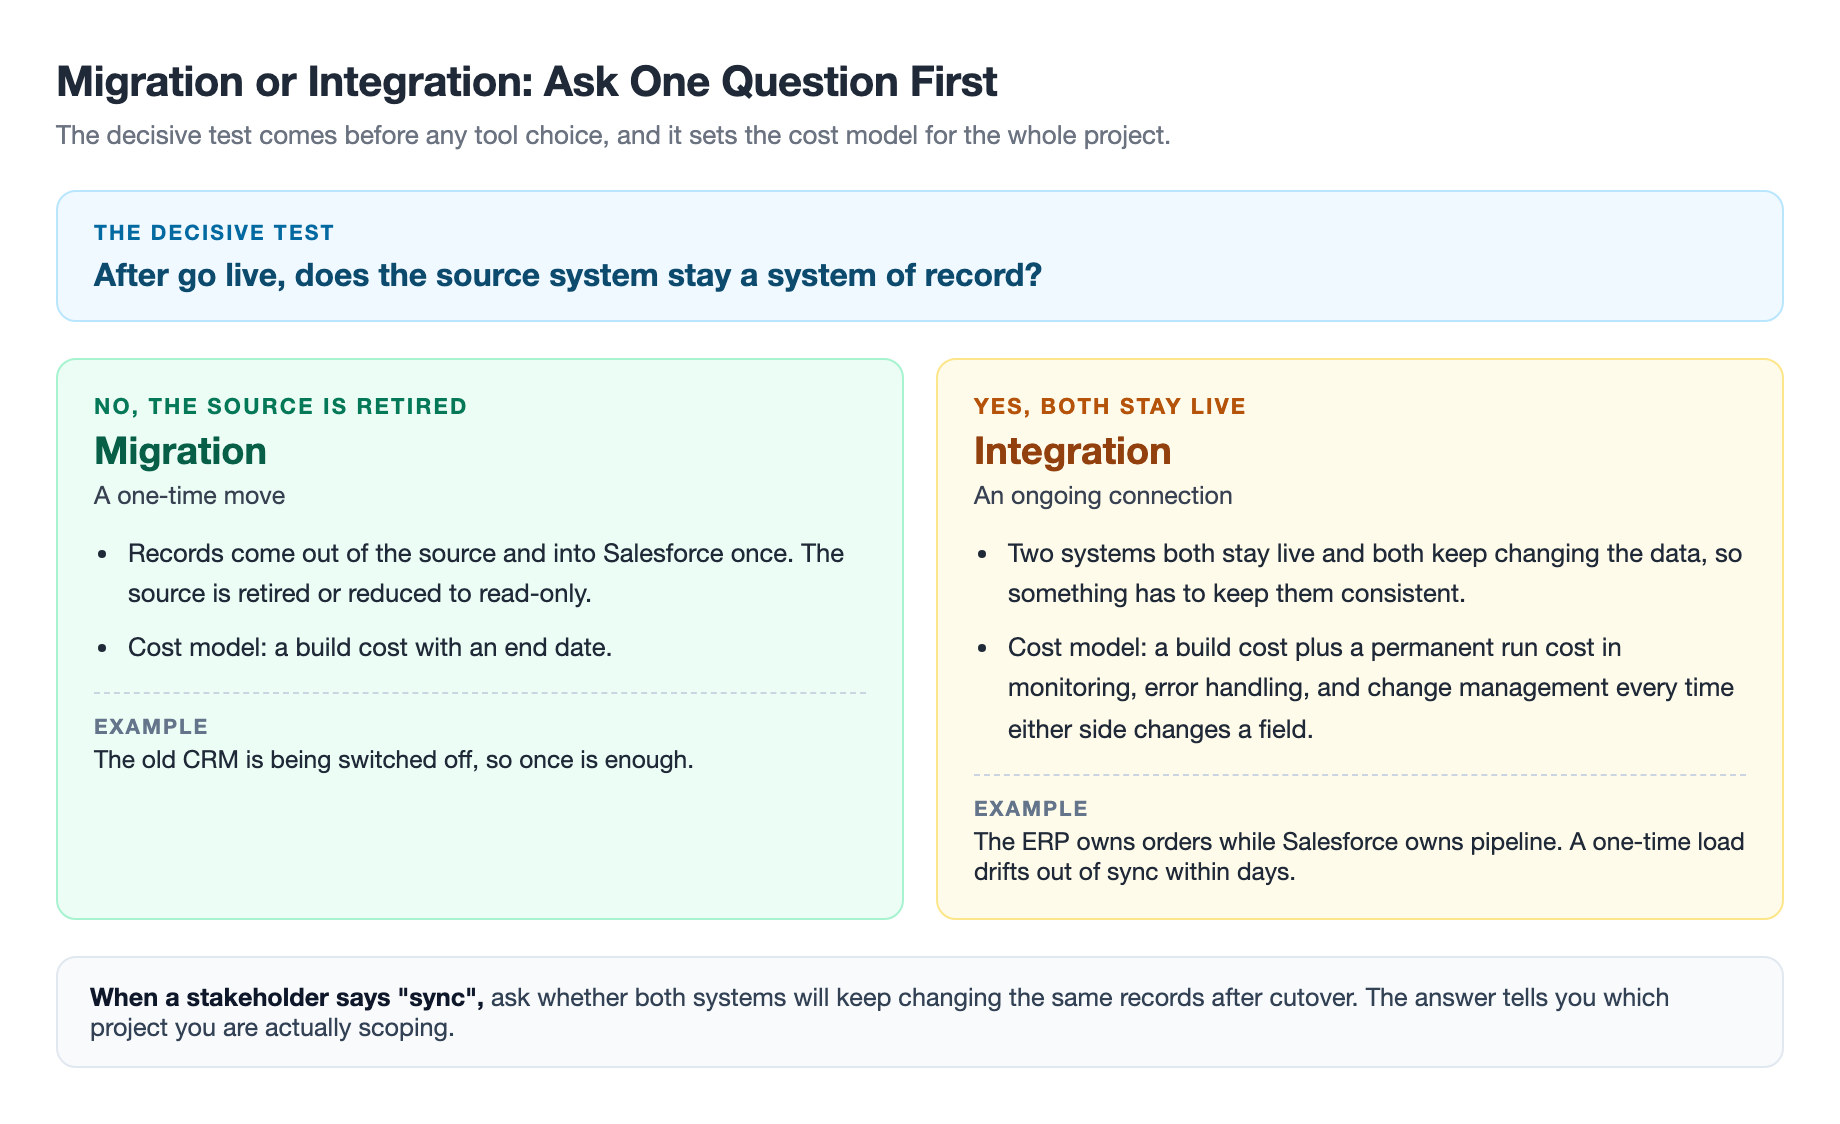 Migration or Integration: Ask One Question First
The decisive test comes before any tool choice, and it sets the cost model for the whole project.
THE DECISIVE TEST
After go live, does the source system stay a system of record?
NO, THE SOURCE IS RETIRED
Migration
A one-time move
• Records come out of the source and into Salesforce once. The
source is retired or reduced to read-only.
• Cost model: a build cost with an end date.
EXAMPLE
The old CRM is being switched off, so once is enough.
YES, BOTH STAY LIVE
Integration
An ongoing connection
• Two systems both stay live and both keep changing the data, so
something has to keep them consistent.
• Cost model: a build cost plus a permanent run cost in
monitoring, error handling, and change management every time
either side changes a field.
EXAMPLE
The ERP owns orders while Salesforce owns pipeline. A one-time load
drifts out of sync within days.
When a stakeholder says "sync", ask whether both systems will keep changing the same records after cutover. The answer tells you which
project you are actually scoping.